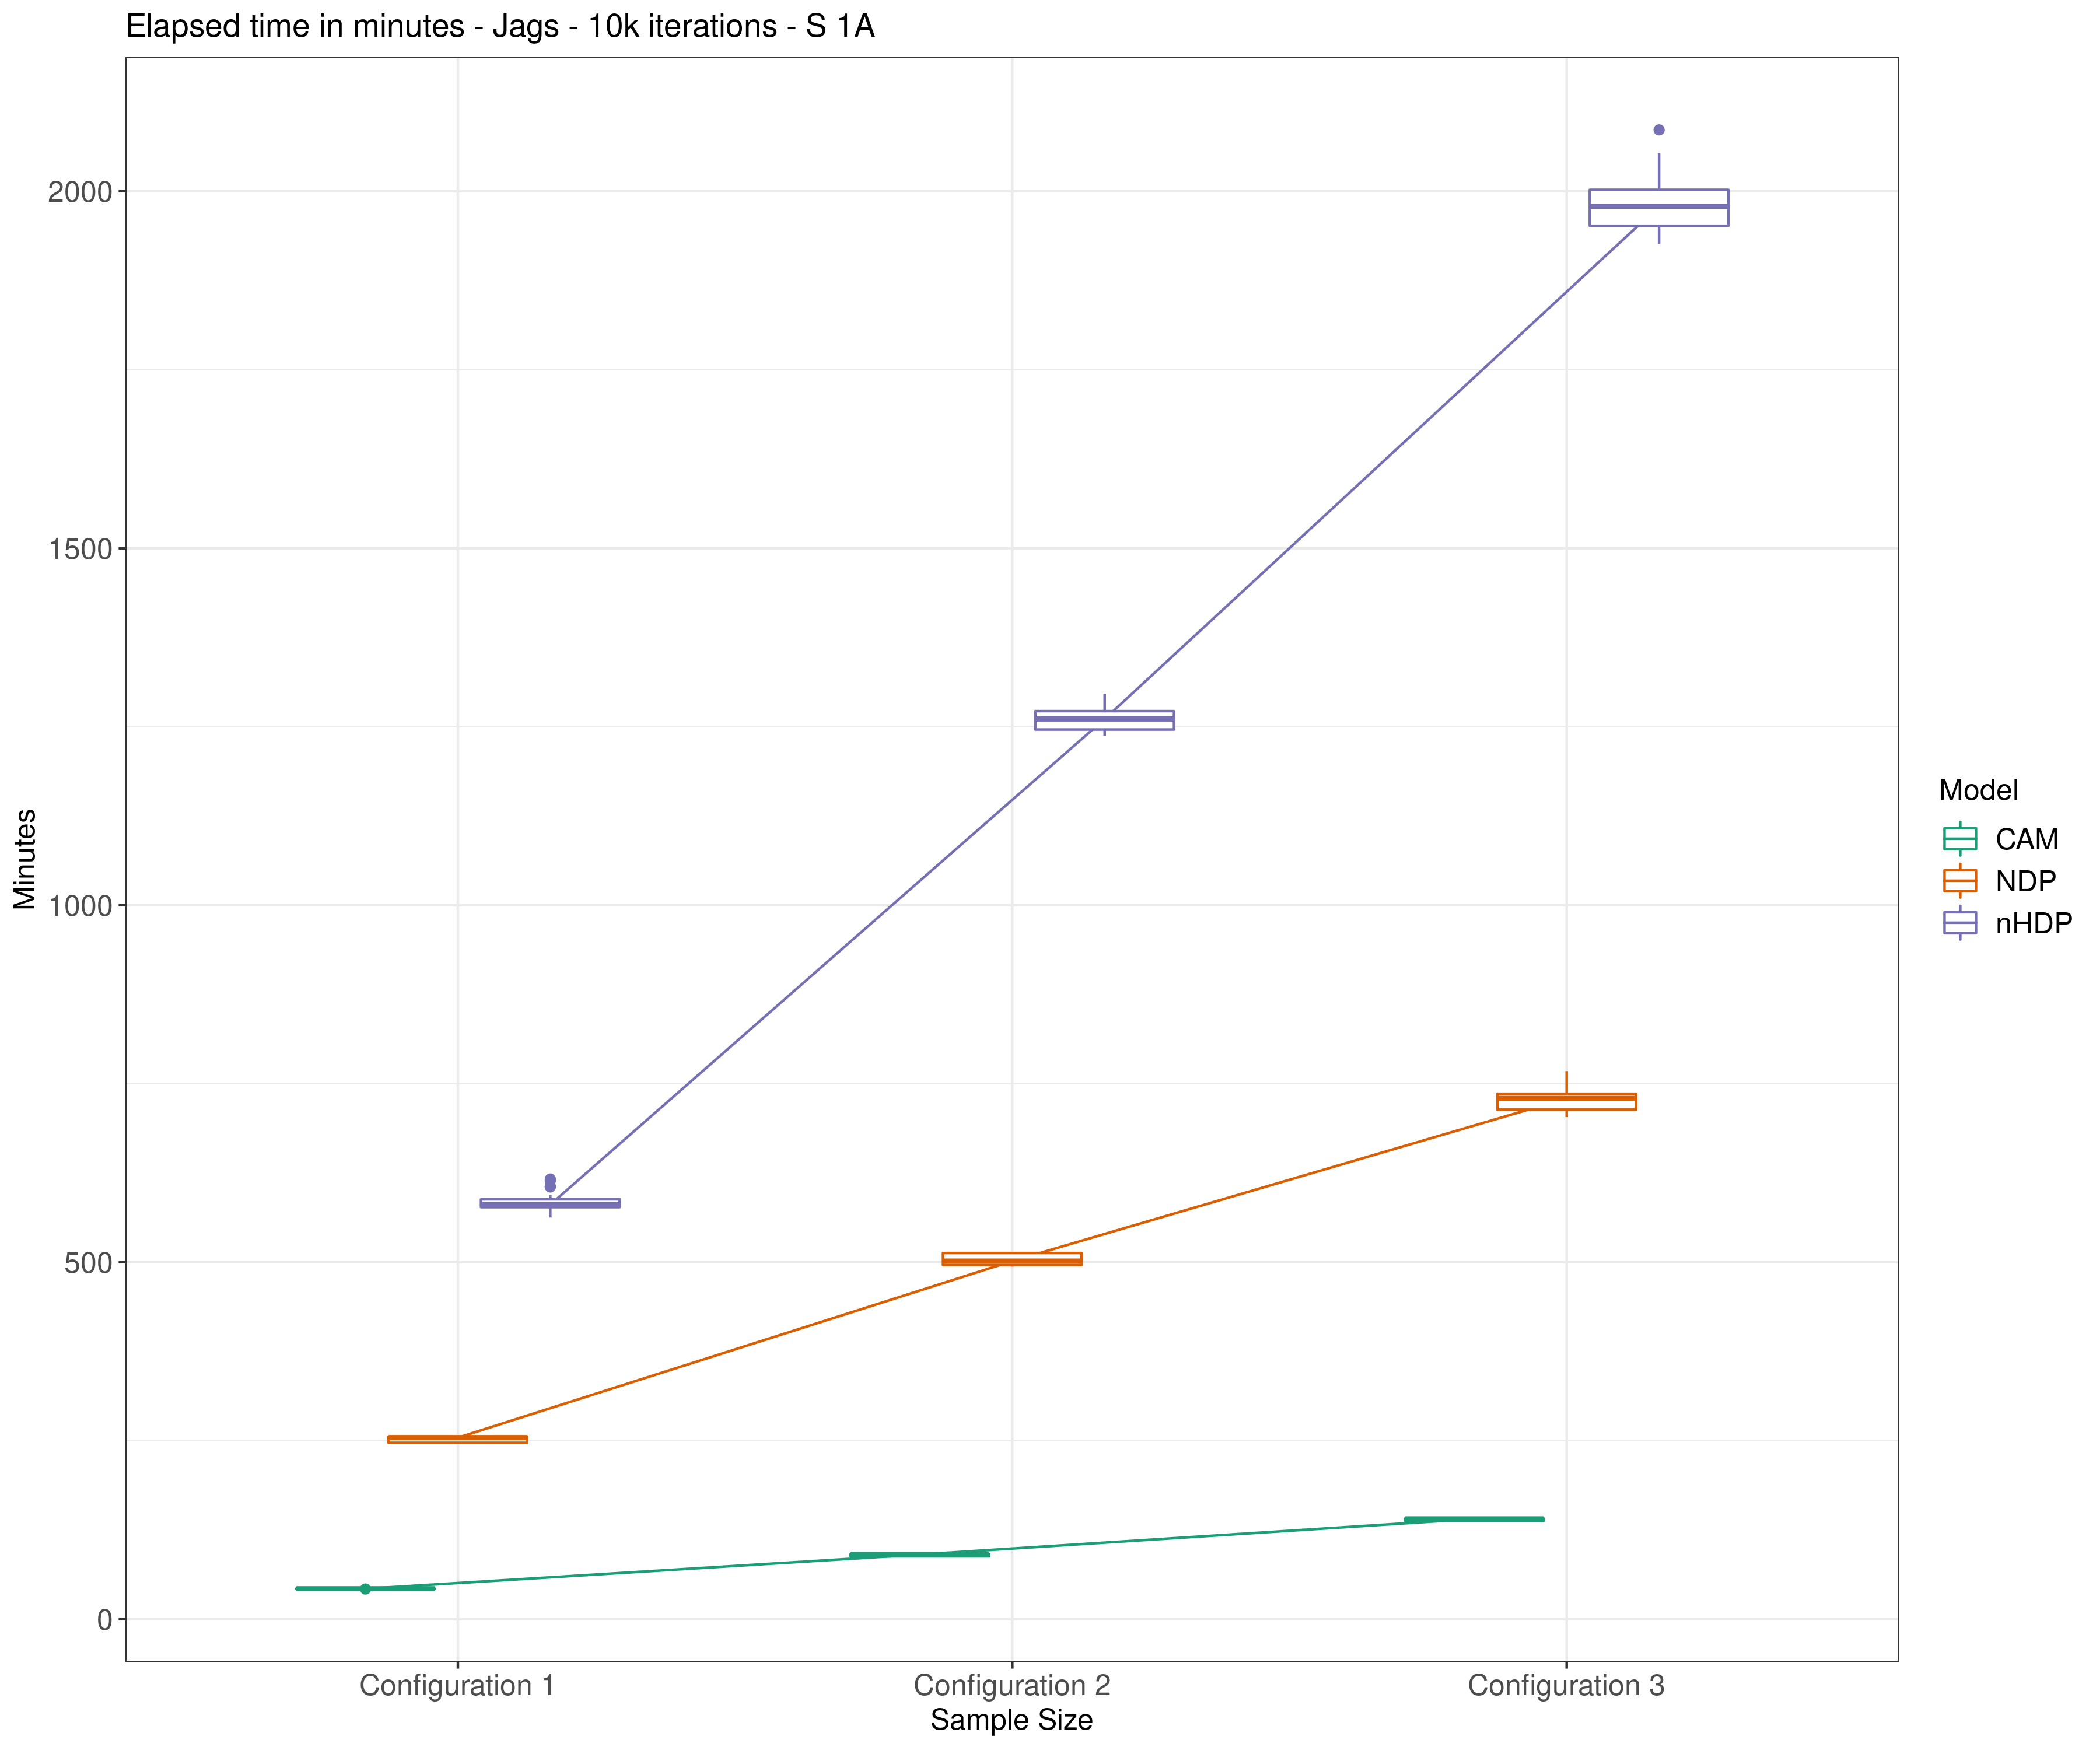 Elapsed time in minutes - Jags - 10k iterations - S 1A
Minutes
2000
1500
1000
500
0
Configuration 1
Configuration 2
Configuration 3
Sample Size
Model
CAM
NDP
nHDP